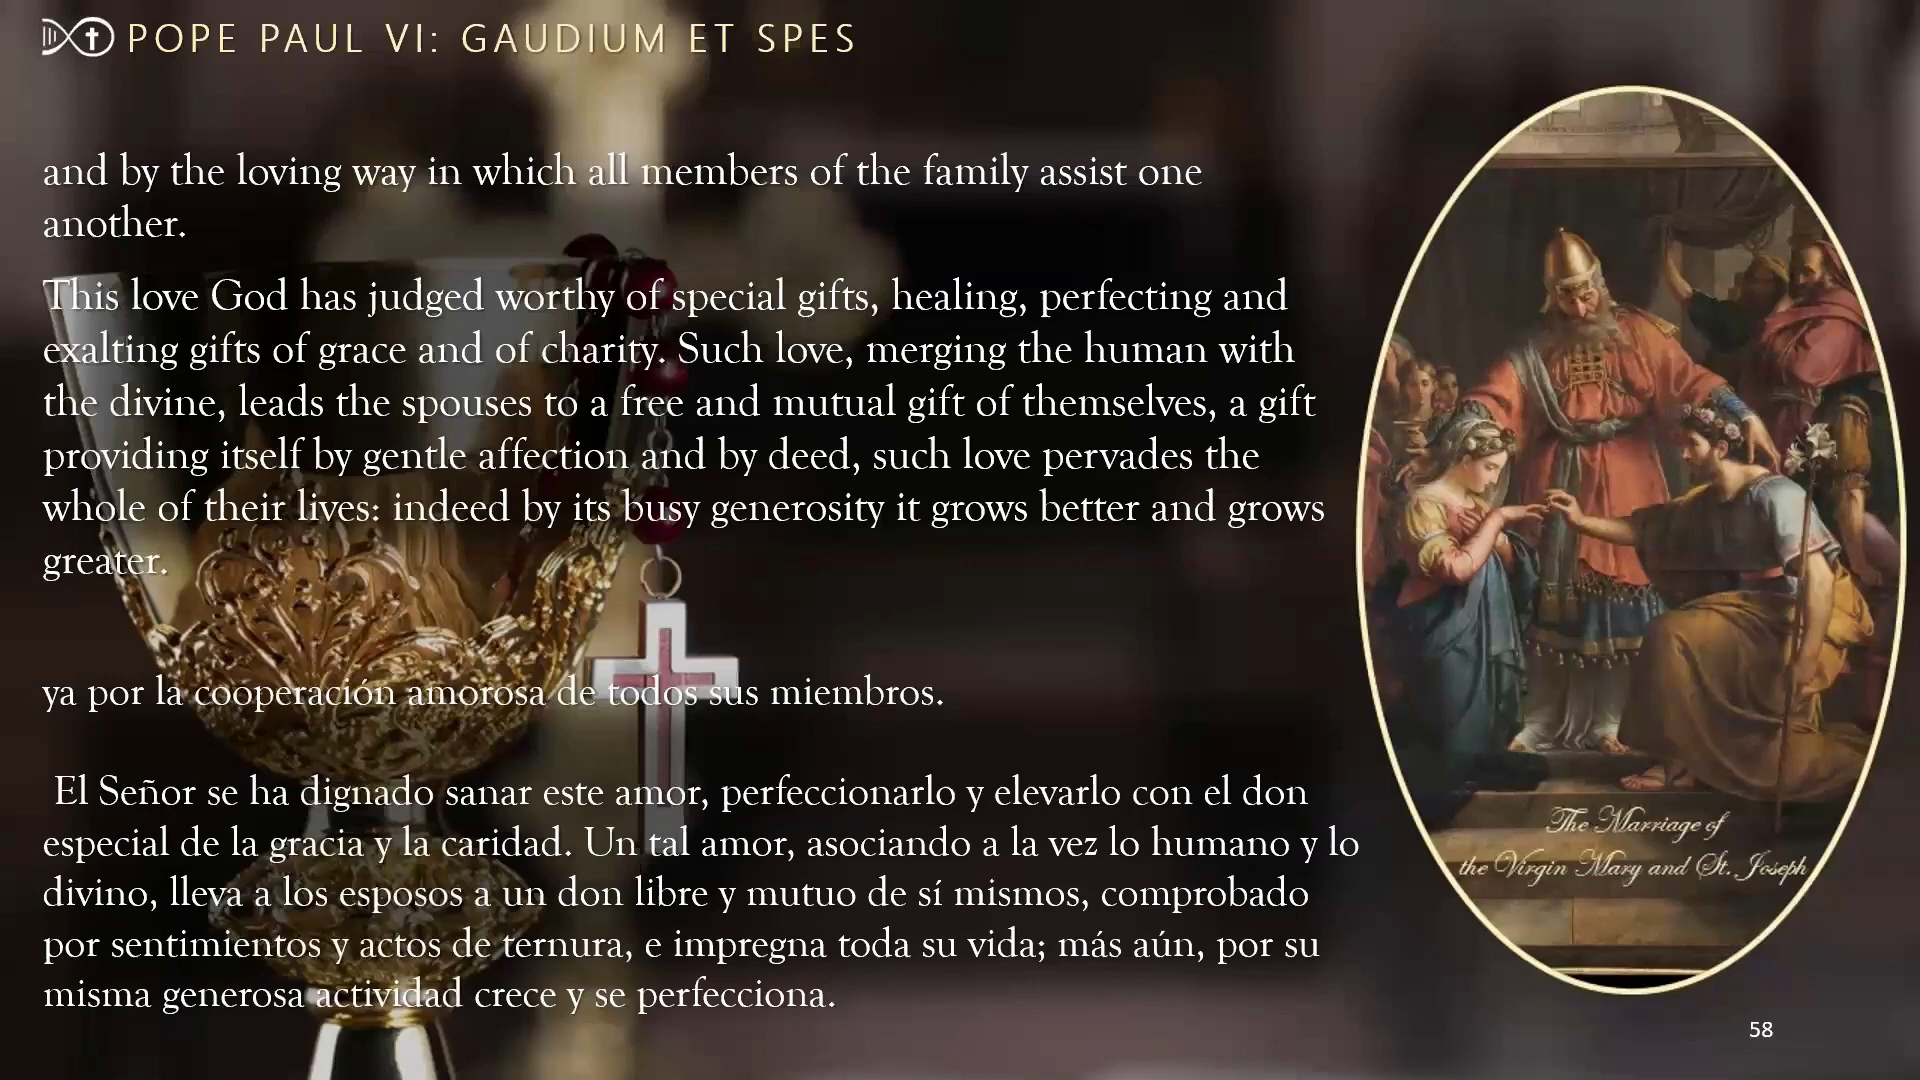 POPE PAUL VI: GAUDIUM ET SPES
and by the loving way in which all members of the family assist one
another.
This love God has judged worthy of special gifts, healing, perfecting and
exalting gifts of grace and of charity. Such love, merging the human with
the divine, leads the spouses to a free and mutual gift of themselves, a gift
providing itself by gentle affection and by deed, such love pervades the
whole of their lives: indeed by its busy generosity it grows better and grows
greater.
ya por la cooperación amorosa de todos sus miembros.
El Señor se ha dignado sanar este amor, perfeccionarlo y elevarlo con el don
especial de la gracia y la caridad. Un tal amor, asociando a la vez lo humano y lo
divino, lleva a los esposos a un don libre y mutuo de sí mismos, comprobado
por sentimientos y actos de ternura, e impregna toda su vida; más aún, por su
misma generosa actividad crece y se perfecciona.
The Marriage of
the Virgin Mary and St. Joseph
58